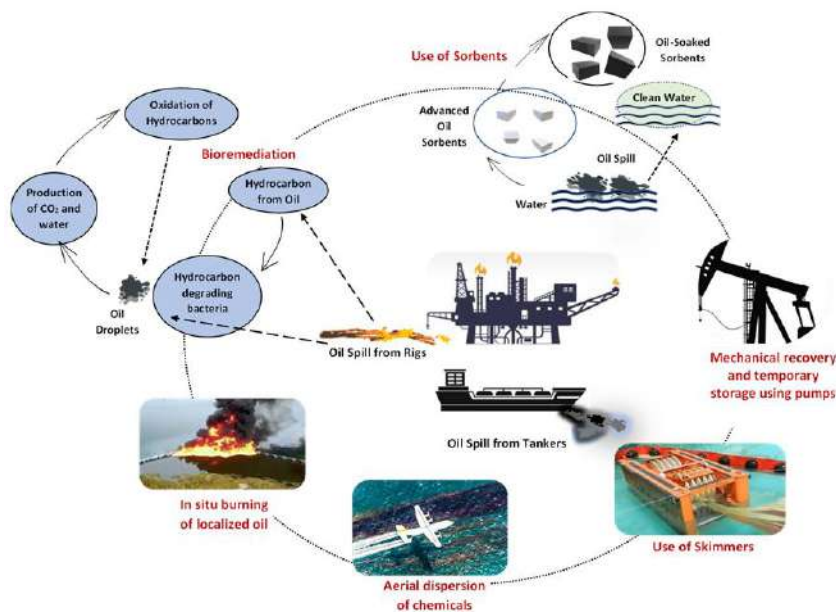 Use of Sorbents
Oil-Soaked
Sorbents
Clean Water
Advanced
Oil
Sorbents
Oil Spill
Water
Oxidation of
Hydrocarbons
Bioremediation
Hydrocarbon
from Oil
Production
of CO₂ and
water
Hydrocarbon
degrading
bacteria
Oil
Droplets
Oil Spill from Rigs
Mechanical recovery
and temporary
storage using pumps
Oil Spill from Tankers
In situ burning
of localized oil
Aerial dispersion
of chemicals
Use of Skimmers